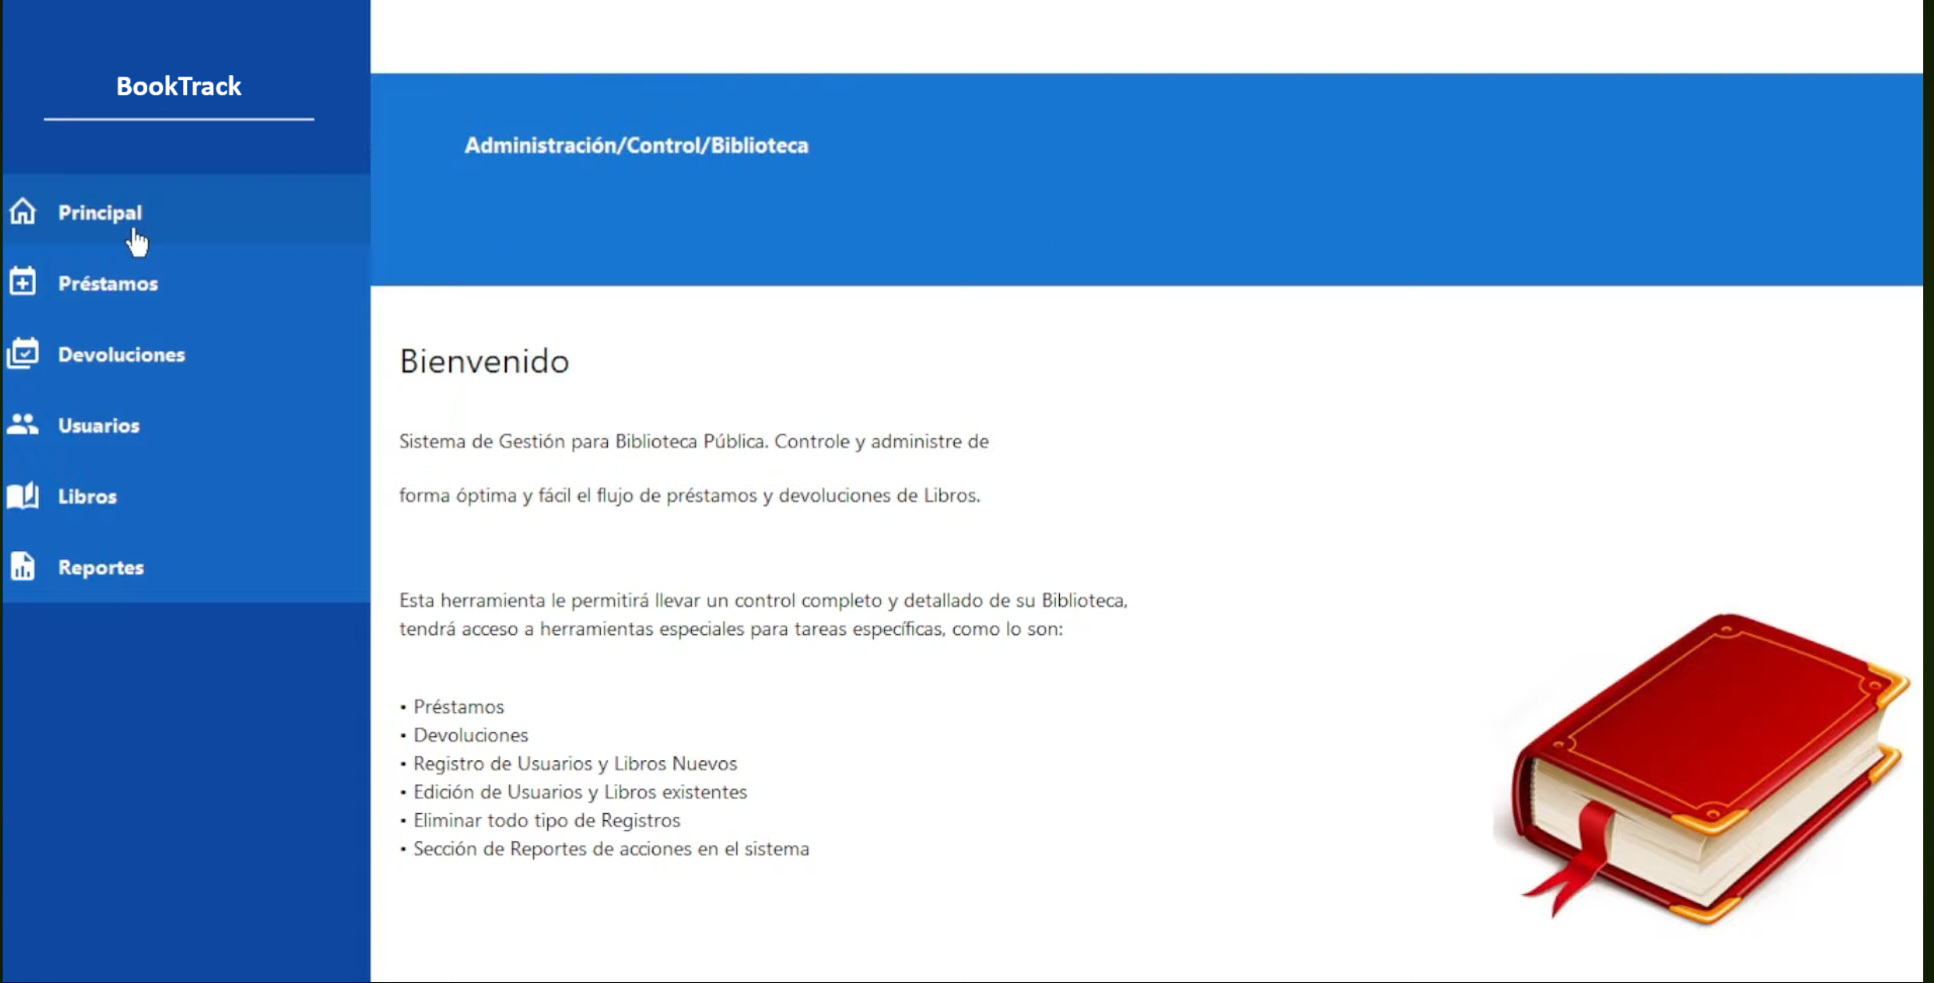 BookTrack
Administración/Control/Biblioteca
Principal
Préstamos
Devoluciones
Usuarios
Libros
Reportes
Bienvenido
Sistema de Gestión para Biblioteca Pública. Controle y administre de
forma óptima y fácil el flujo de préstamos y devoluciones de Libros.
Esta herramienta le permitirá llevar un control completo y detallado de su Biblioteca,
tendrá acceso a herramientas especiales para tareas específicas, como lo son:
• Préstamos
• Devoluciones
• Registro de Usuarios y Libros Nuevos
• Edición de Usuarios y Libros existentes
• Eliminar todo tipo de Registros
• Sección de Reportes de acciones en el sistema